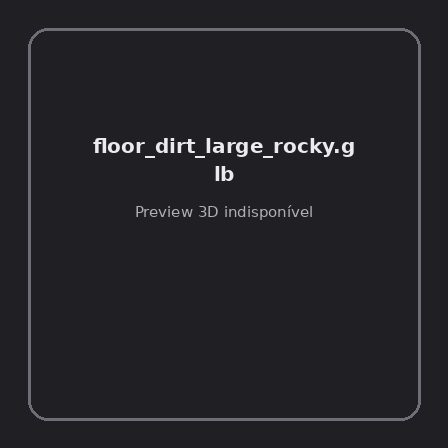 floor_dirt_large_rocky.g
lb
Preview 3D indisponível